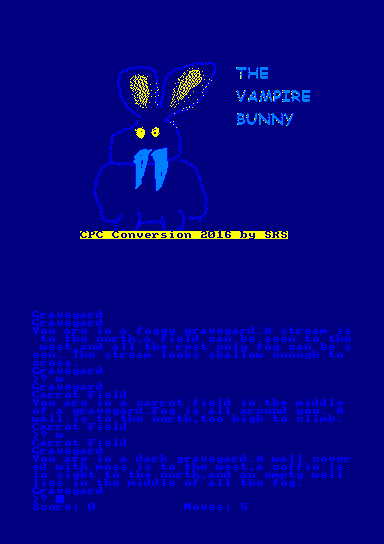 THE
VAMPIRE
BUNNY
CPC Conversion 2016 by SRS
Graveyard
Graveyard
You are in a foggy graveyard.A stream is
to the north,a field can be seen to the
west,and all the rest only fog can be s
een. The stream looks shallow enough to
cross.
Graveyard
>? w
Graveyard
Carrot Field
You are in a carrot field in the middle
of a graveyard.Fog is all around you. A
wall is to the north,too high to climb.
Carrot Field
>? w
Carrot Field
Graveyard
You are in a dark graveyard.A wall cover
ed with moss is to the west,a coffin is
in sight to the north,and an empty well
lies in the middle of all the fog.
Graveyard
>?
Score: 0 Moves: 5